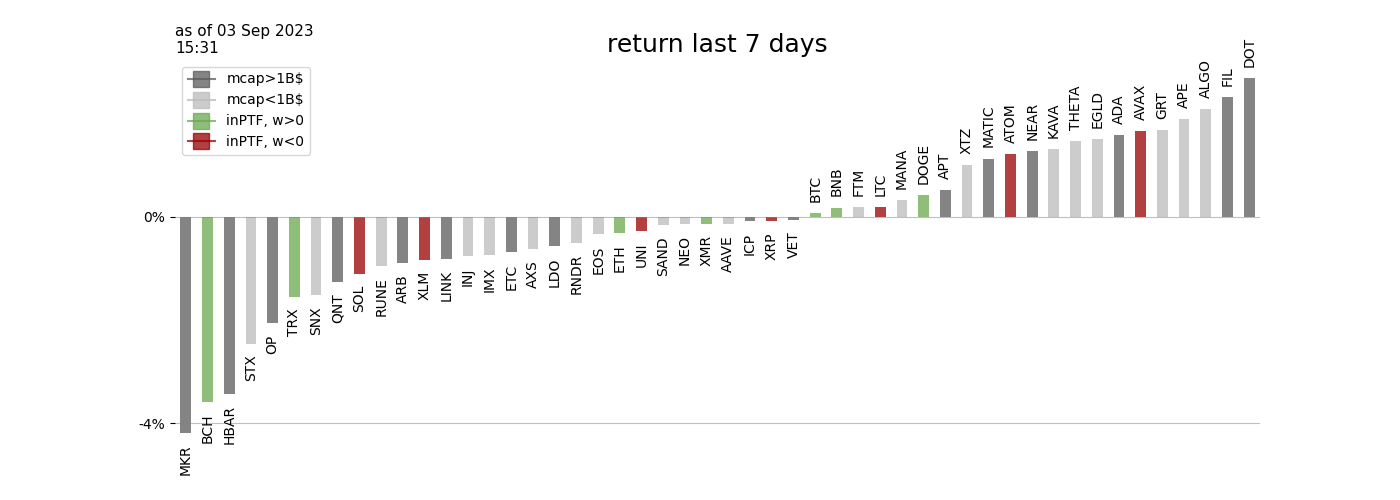 as of 03 Sep 2023
15:31
return last 7 days
mcap>1B$
mcap<1B$
inPTF, w>0
inPTF, w<0
0%
-4%
MKR
BCH
HBAR
STX
OP
TRX
SNX
QNT
SOL
RUNE
ARB
XLM
LINK
INJ
IMX
ETC
AXS
LDO
RNDR
EOS
ETH
UNI
SAND
NEO
XMR
AAVE
ICP
XRP
VET
BTC
BNB
FTM
LTC
MANA
DOGE
APT
XTZ
MATIC
ATOM
NEAR
KAVA
THETA
EGLD
ADA
AVAX
GRT
APE
ALGO
FIL
DOT